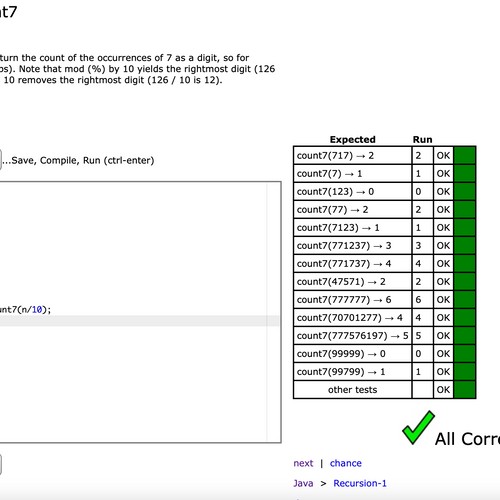 turn the count of the occurrences of 7 as a digit, so for
Note that mod (%) by 10 yields the rightmost digit (126
10 removes the rightmost digit (126 / 10 is 12).
...Save, Compile, Run (ctrl-enter)
Expected Run
count7(717) → 2 2 OK
count7(7) → 1 1 OK
count7(123) → 0 0 OK
count7(77) → 2 2 OK
count7(7123) → 1 1 OK
count7(771237) → 3 3 OK
count7(771737) → 4 4 OK
count7(47571) → 2 2 OK
count7(777777) → 6 6 OK
count7(70701277) → 4 4 OK
count7(777576197) → 5 5 OK
count7(99999) → 0 0 OK
count7(99799) → 1 1 OK
other tests OK
unt7(n/10);
All Corre
next | chance
Java > Recursion-1